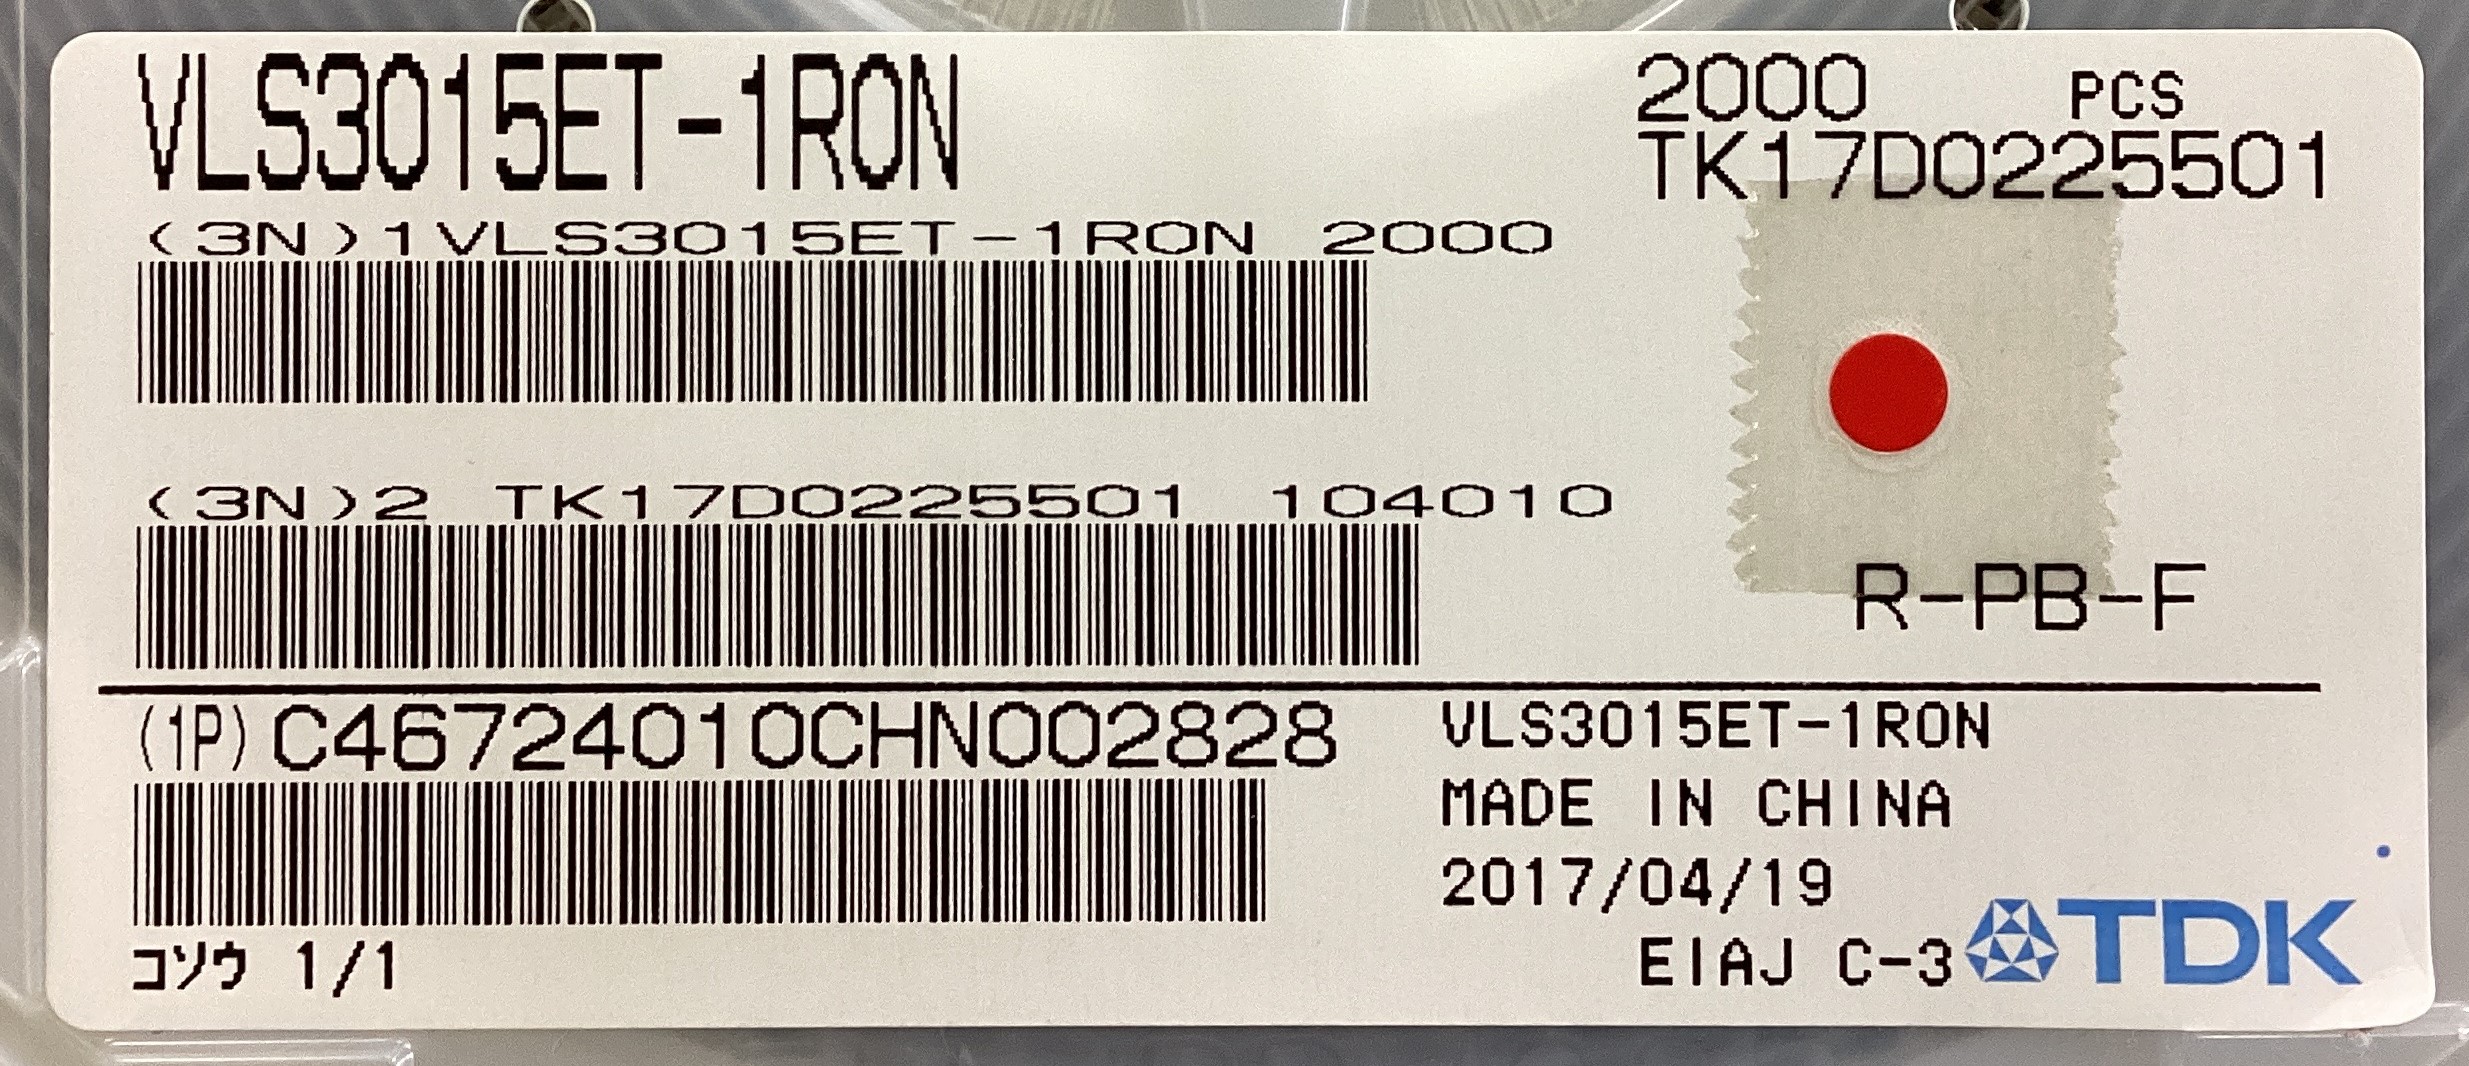 VLS3015ET-1R0N
2000 PCS
TK17D0225501
(3N)1VLS3015ET-1R0N 2000
(3N)2 TK17D0225501 104010
R-PB-F
(1P)C46724010CHN002828
VLS3015ET-1R0N
MADE IN CHINA
2017/04/19
コソウ 1/1
EIAJ C-3
TDK